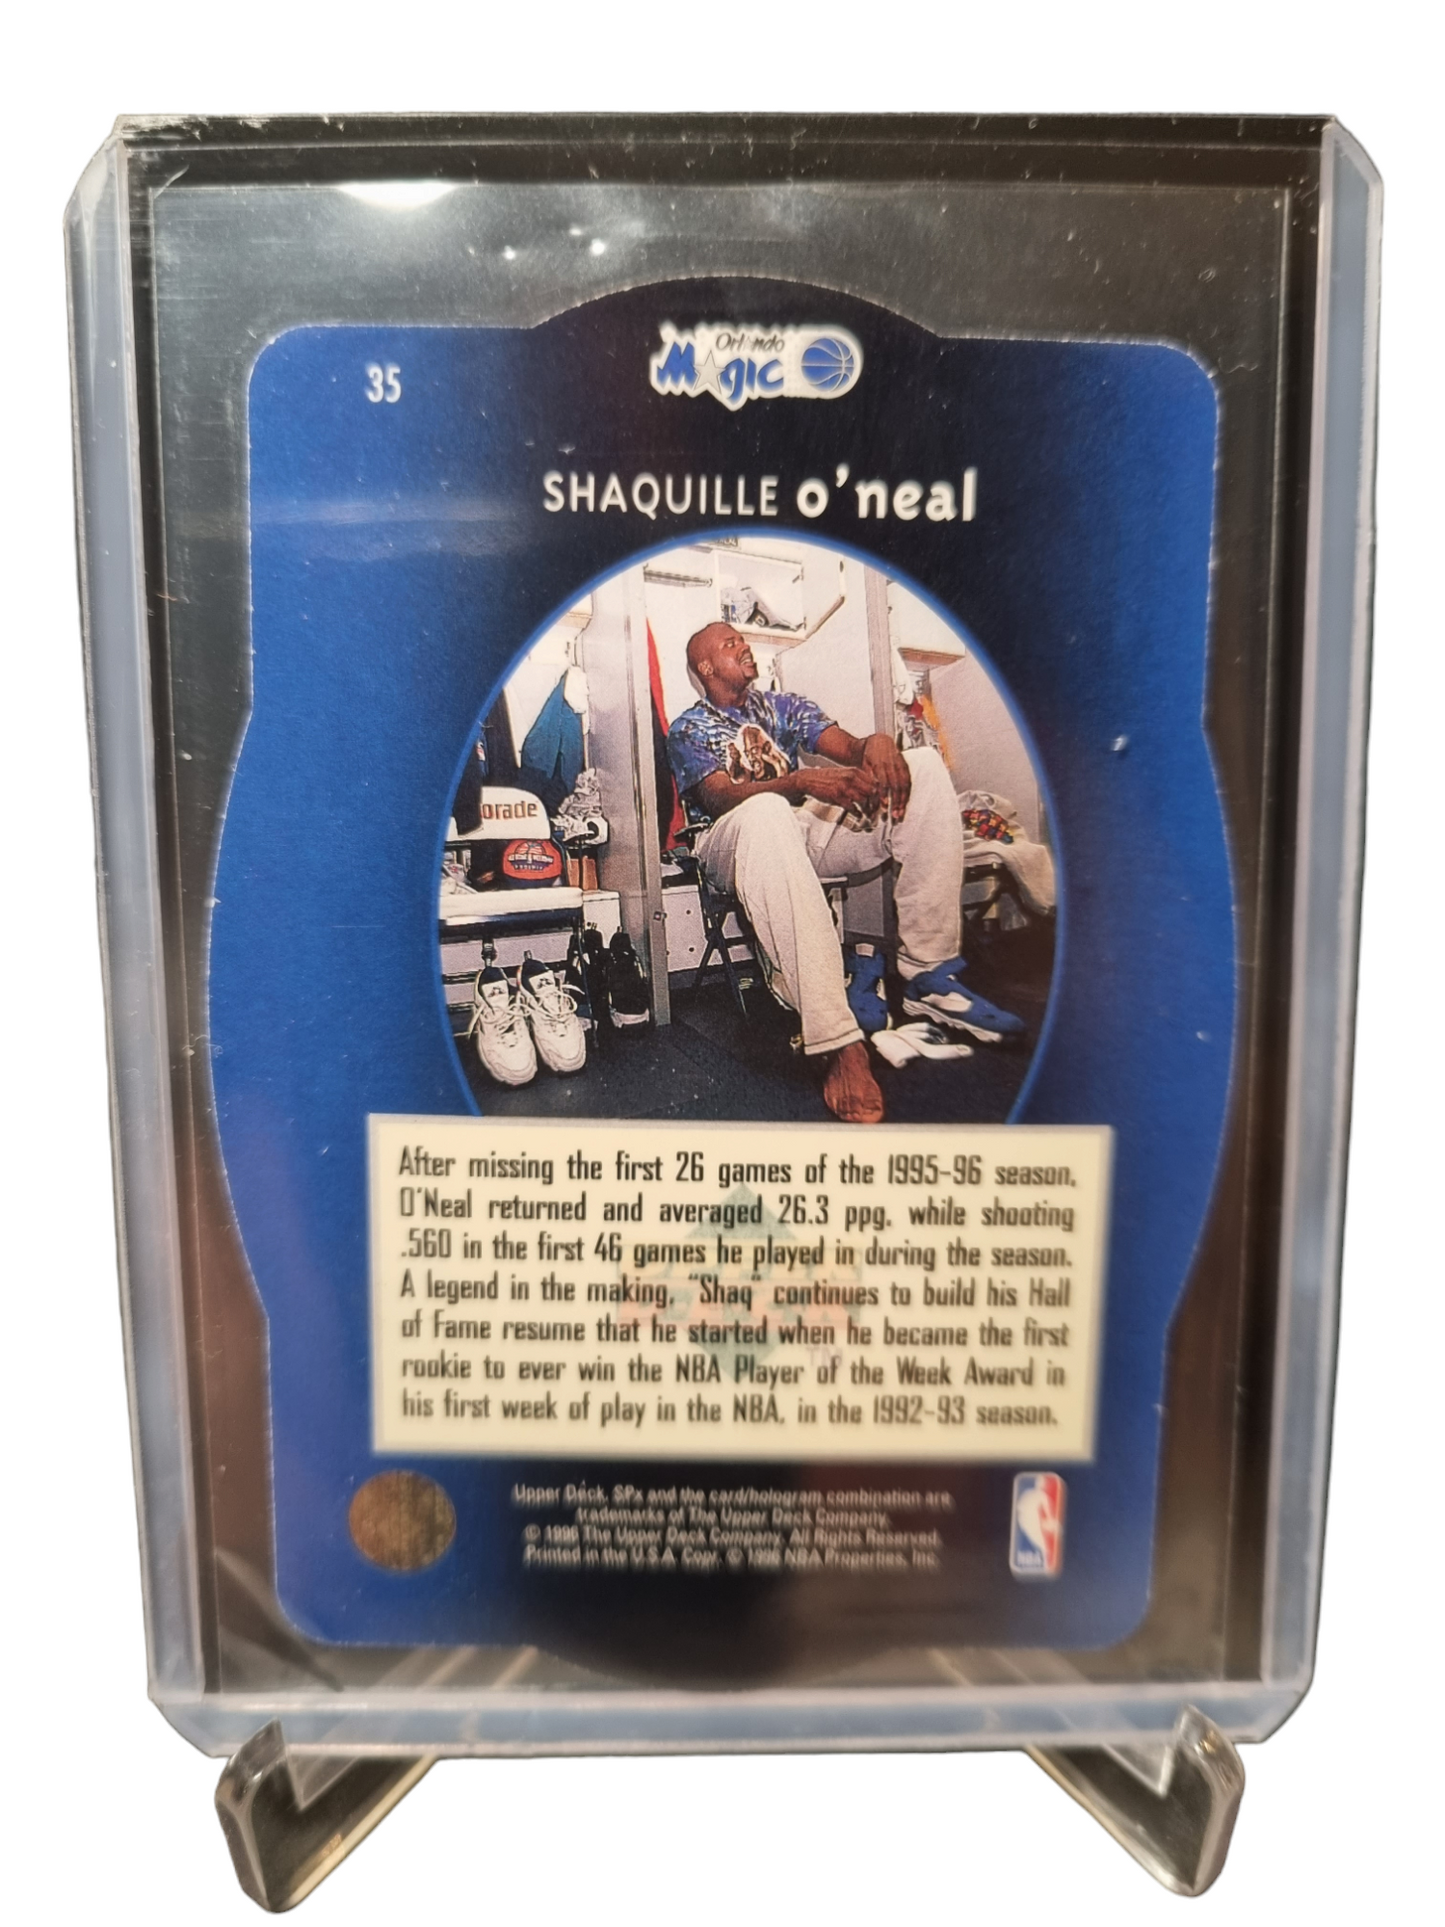 35
Orlando
Magic
SHAQUILLE o'neal
orade
After missing the first 26 games of the 1995-96 season,
O'Neal returned and averaged 26.3 ppg. while shooting
.560 in the first 46 games he played in during the season.
A legend in the making, "Shaq" continues to build his Hall
of Fame resume that he started when he became the first
rookie to ever win the NBA Player of the Week Award in
his first week of play in the NBA, in the 1992-93 season.
Upper Deck, SPx and the card/hologram combination are
trademarks of The Upper Deck Company.
© 1996 The Upper Deck Company. All Rights Reserved.
Printed in the U.S.A. Copr. © 1996 NBA Properties, Inc.
NBA